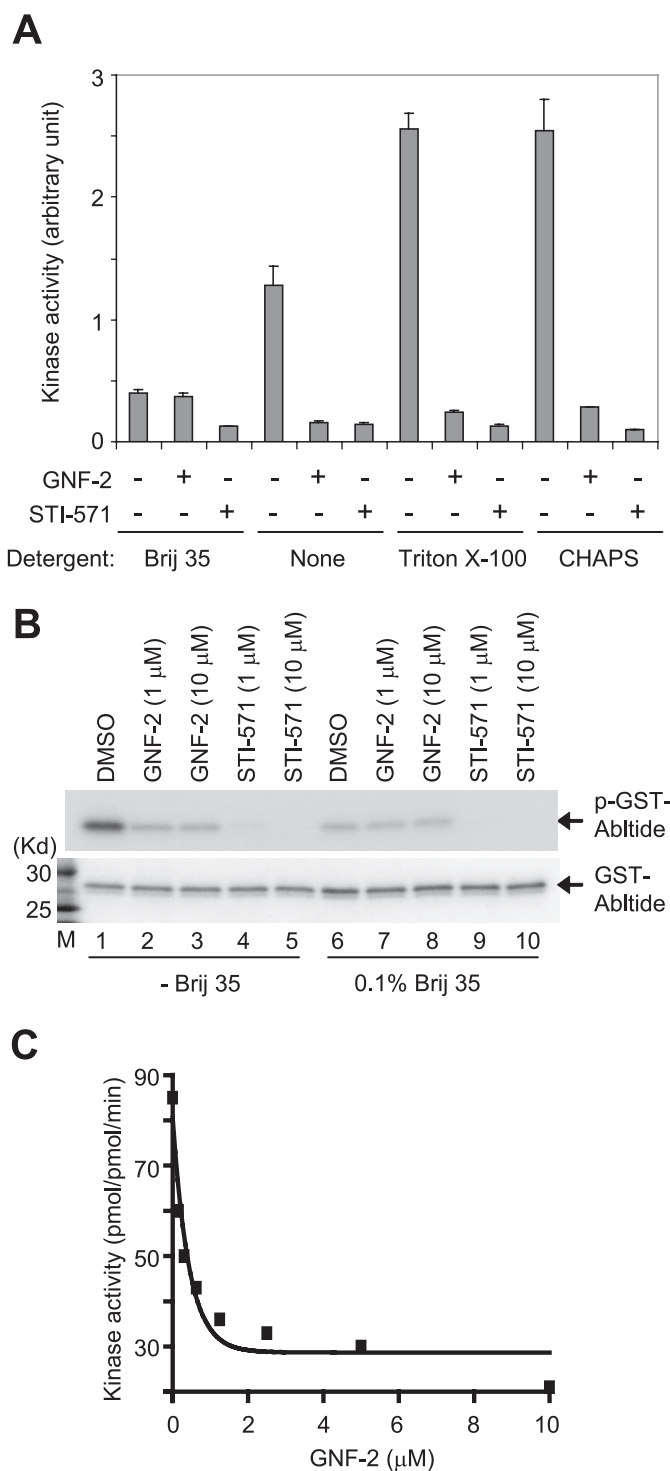 A
Kinase activity (arbitrary unit)
3
2
1
0
GNF-2 - + - - + - - + - - + -
STI-571 - - + - - + - - + - - +
Detergent: Brij 35 None Triton X-100 CHAPS
B
DMSO
GNF-2 (1 μM)
GNF-2 (10 μM)
STI-571 (1 μM)
STI-571 (10 μM)
DMSO
GNF-2 (1 μM)
GNF-2 (10 μM)
STI-571 (1 μM)
STI-571 (10 μM)
p-GST-
Abltide
(Kd)
30
25
GST-
Abltide
M 1 2 3 4 5 6 7 8 9 10
- Brij 35 0.1% Brij 35
C
Kinase activity (pmol/pmol/min)
90
70
50
30
0 2 4 6 8 10
GNF-2 (μM)